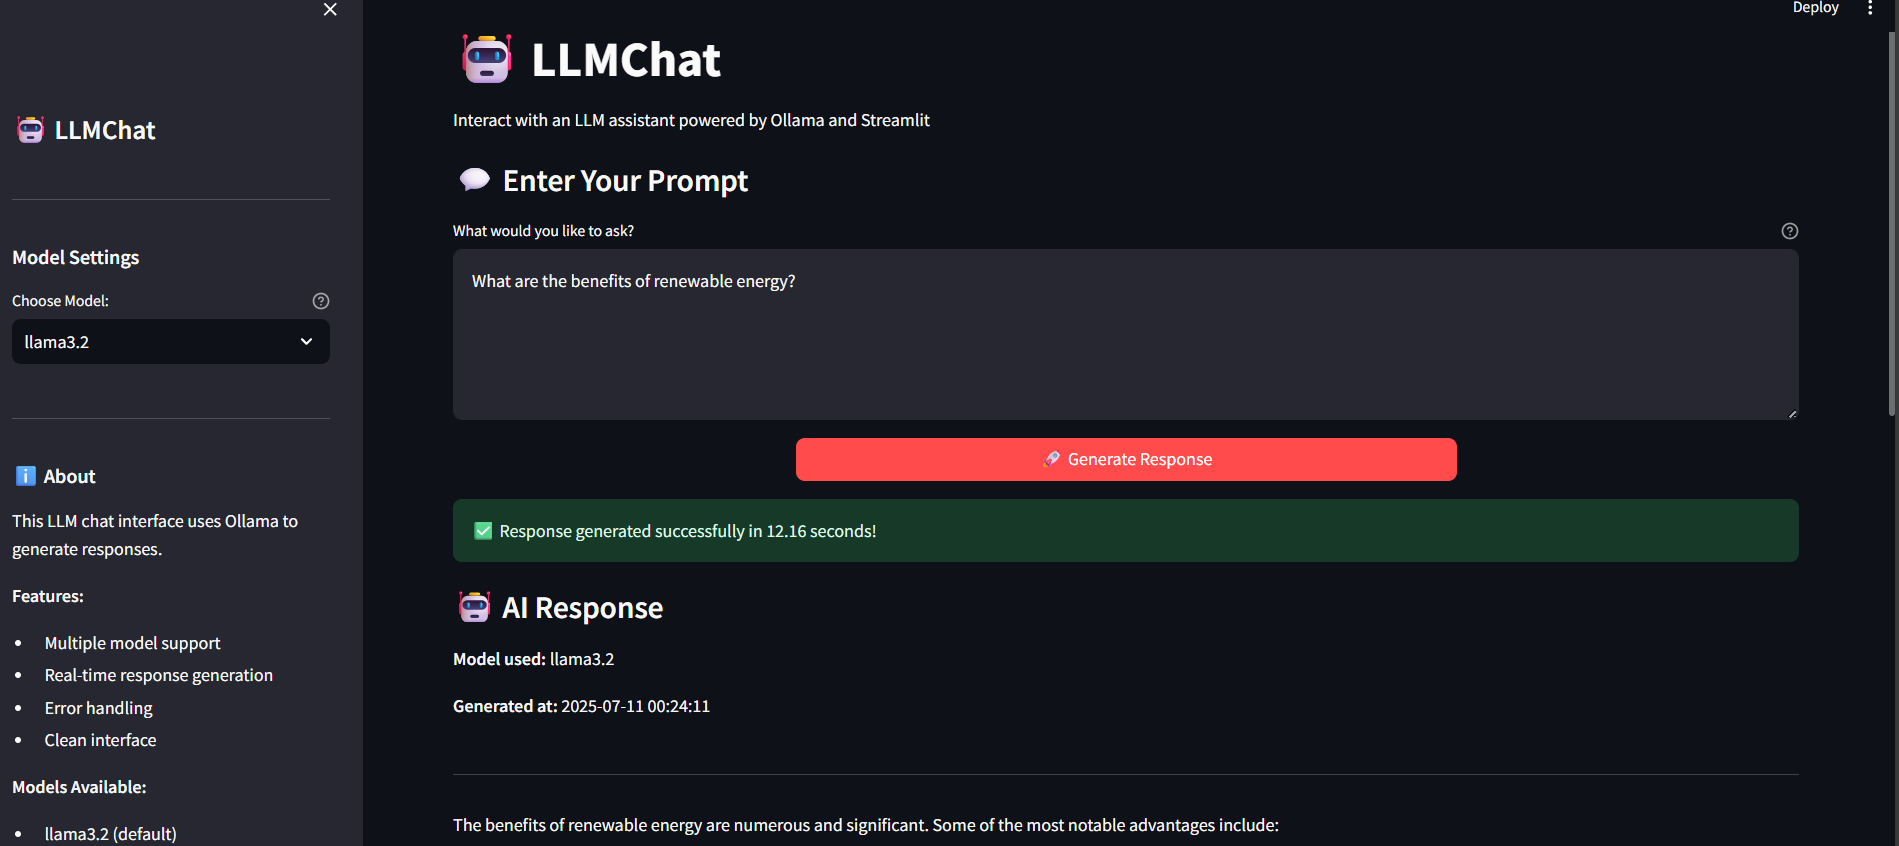 LLMChat
Model Settings
Choose Model:
llama3.2
About
This LLM chat interface uses Ollama to
generate responses.
Features:
• Multiple model support
• Real-time response generation
• Error handling
• Clean interface
Models Available:
• llama3.2 (default)
Deploy
LLMChat
Interact with an LLM assistant powered by Ollama and Streamlit
Enter Your Prompt
What would you like to ask?
What are the benefits of renewable energy?
Generate Response
Response generated successfully in 12.16 seconds!
AI Response
Model used: llama3.2
Generated at: 2025-07-11 00:24:11
The benefits of renewable energy are numerous and significant. Some of the most notable advantages include: